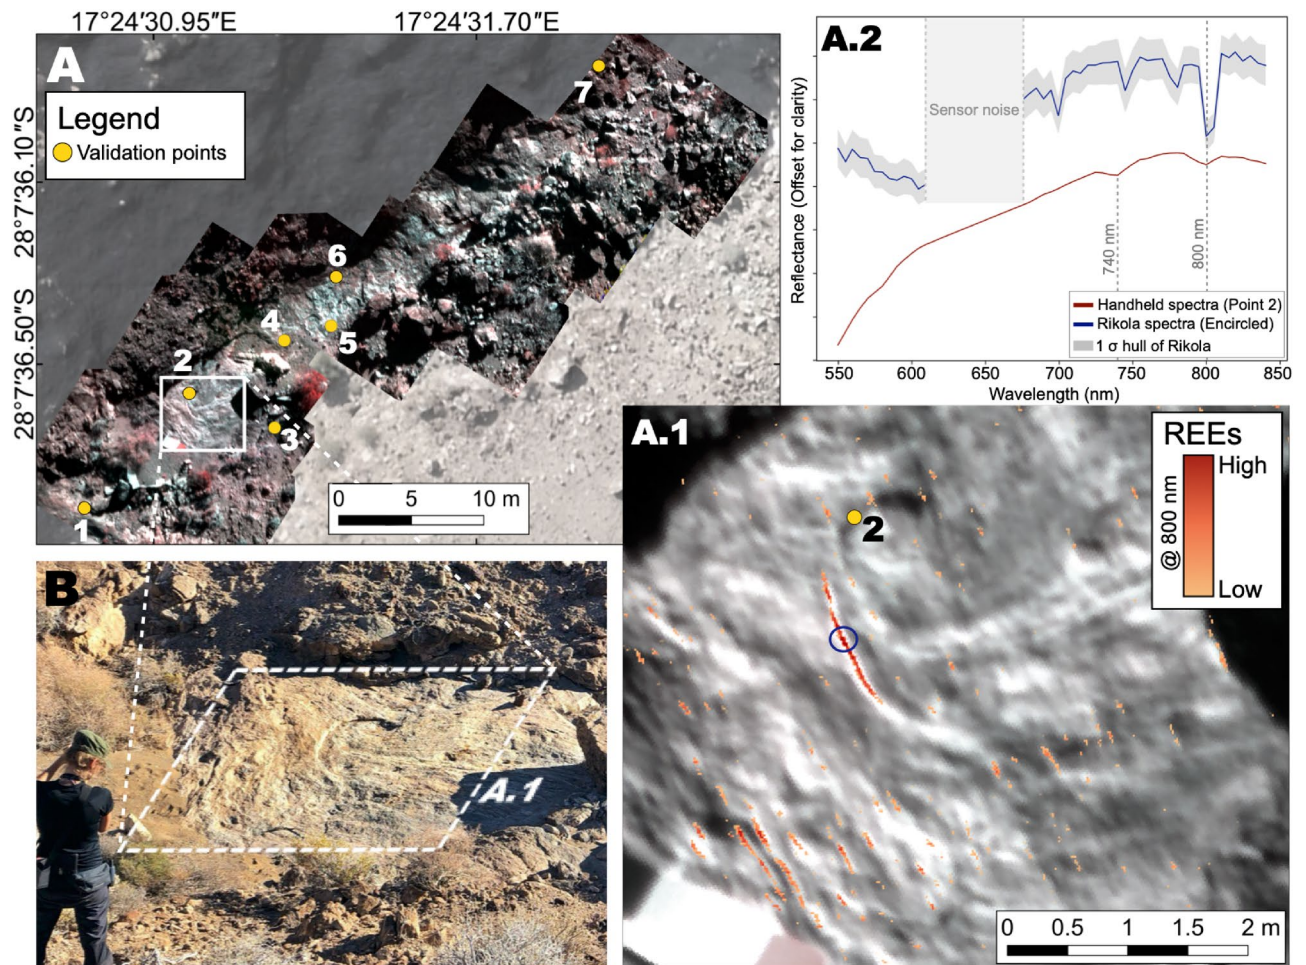 17°24′30.95″E
17°24′31.70″E
28°7′36.10″S
28°7′36.50″S
A
Legend
Validation points
7
6
4
5
2
3
1
0 5 10 m
A.2
Reflectance (Offset for clarity)
Sensor noise
740 nm
800 nm
Handheld spectra (Point 2)
Rikola spectra (Encircled)
1 σ hull of Rikola
550 600 650 700 750 800 850
Wavelength (nm)
A.1
REEs
High
@ 800 nm
Low
2
0 0.5 1 1.5 2 m
B
A.1